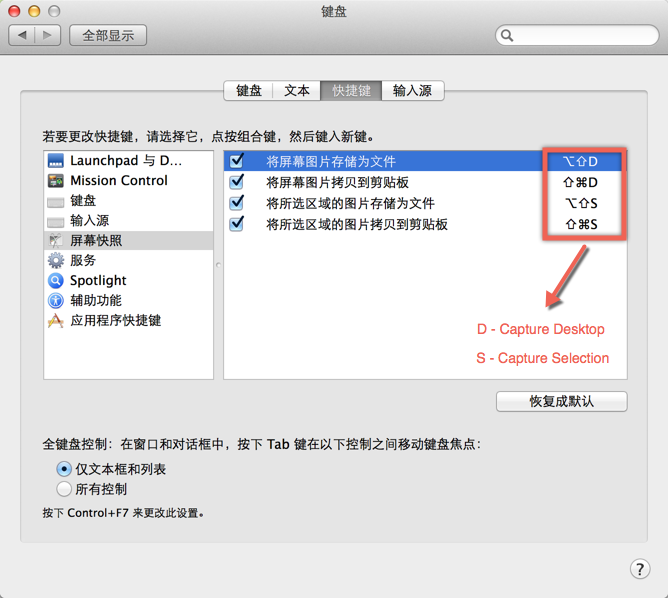 键盘
全部显示
键盘 文本 快捷键 输入源
若要更改快捷键，请选择它，点按组合键，然后键入新键。
Launchpad 与 D...
Mission Control
键盘
输入源
屏幕快照
服务
Spotlight
辅助功能
应用程序快捷键
将屏幕图片存储为文件 ⌥⇧D
将屏幕图片拷贝到剪贴板 ⇧⌘D
将所选区域的图片存储为文件 ⌥⇧S
将所选区域的图片拷贝到剪贴板 ⇧⌘S
D - Capture Desktop
S - Capture Selection
恢复成默认
全键盘控制：在窗口和对话框中，按下 Tab 键在以下控制之间移动键盘焦点：
仅文本框和列表
所有控制
按下 Control+F7 来更改此设置。
?